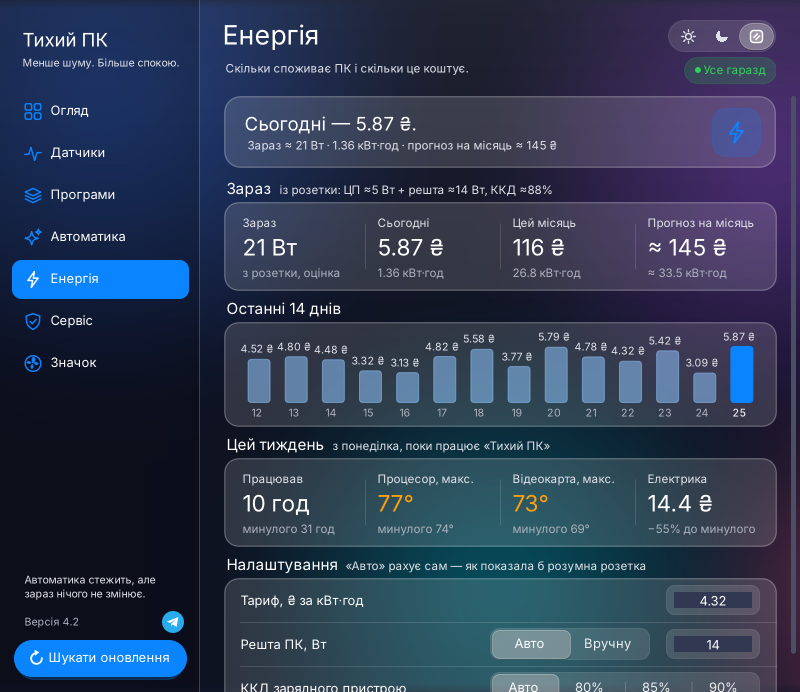 Тихий ПК
Менше шуму. Більше спокою.
Огляд
Датчики
Програми
Автоматика
Енергія
Сервіс
Значок
Автоматика стежить, але
зараз нічого не змінює.
Версія 4.2
Шукати оновлення
Енергія
Скільки споживає ПК і скільки це коштує.
Усе гаразд
Сьогодні — 5.87 ₴.
Зараз ≈ 21 Вт · 1.36 кВт·год · прогноз на місяць ≈ 145 ₴
Зараз із розетки: ЦП ≈5 Вт + решта ≈14 Вт, ККД ≈88%
Зараз Сьогодні Цей місяць Прогноз на місяць
21 Вт 5.87 ₴ 116 ₴ ≈ 145 ₴
з розетки, оцінка 1.36 кВт·год 26.8 кВт·год ≈ 33.5 кВт·год
Останні 14 днів
4.52 ₴ 4.80 ₴ 4.48 ₴ 3.32 ₴ 3.13 ₴ 4.82 ₴ 5.58 ₴ 3.77 ₴ 5.79 ₴ 4.78 ₴ 4.32 ₴ 5.42 ₴ 3.09 ₴ 5.87 ₴
12 13 14 15 16 17 18 19 20 21 22 23 24 25
Цей тиждень з понеділка, поки працює «Тихий ПК»
Працював Процесор, макс. Відеокарта, макс. Електрика
10 год 77° 73° 14.4 ₴
минулого 31 год минулого 74° минулого 69° −55% до минулого
Налаштування «Авто» рахує сам — як показала б розумна розетка
Тариф, ₴ за кВт·год 4.32
Решта ПК, Вт Авто Вручну 14
ККД зарядного пристрою Авто 80% 85% 90%